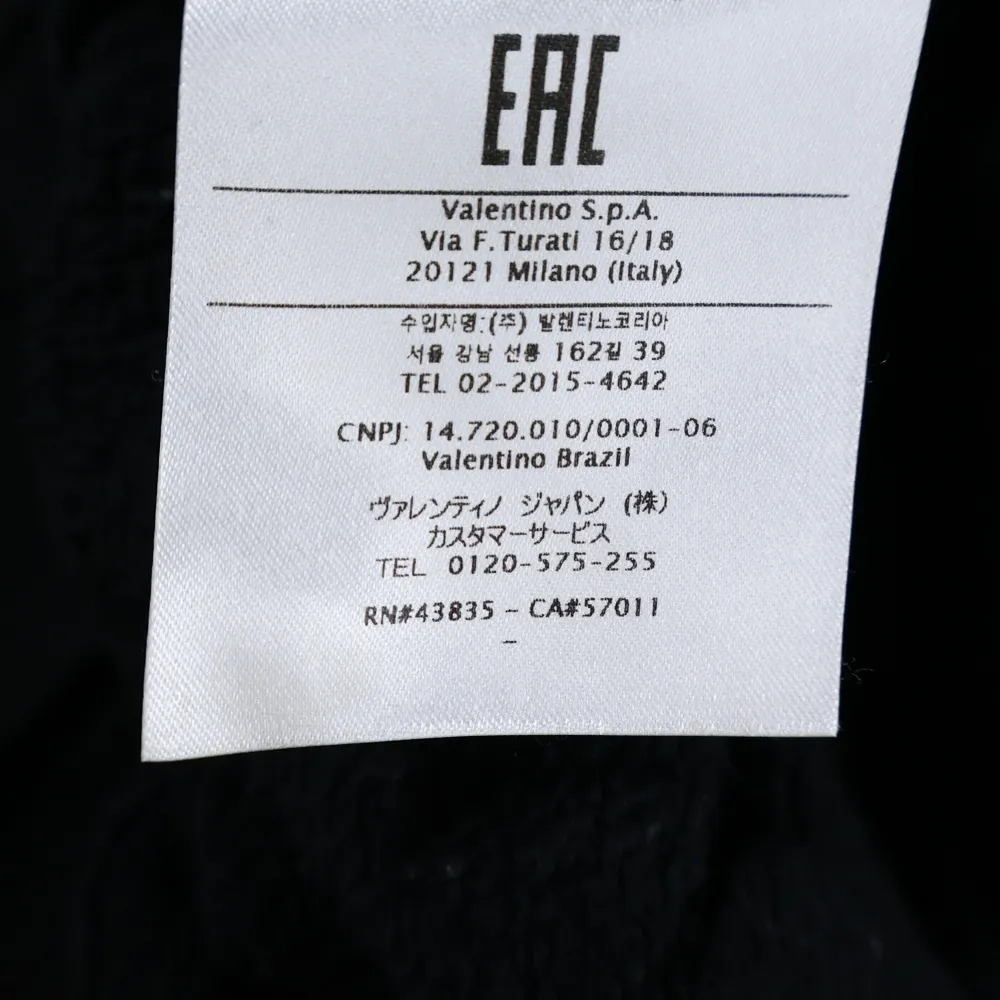 EAC
Valentino S.p.A.
Via F.Turati 16/18
20121 Milano (Italy)
수입자명:(주) 발렌티노코리아
서울 강남 선릉 162길 39
TEL 02-2015-4642
CNPJ: 14.720.010/0001-06
Valentino Brazil
ヴァレンティノ ジャパン (株)
カスタマーサービス
TEL 0120-575-255
RN#43835 - CA#57011
-